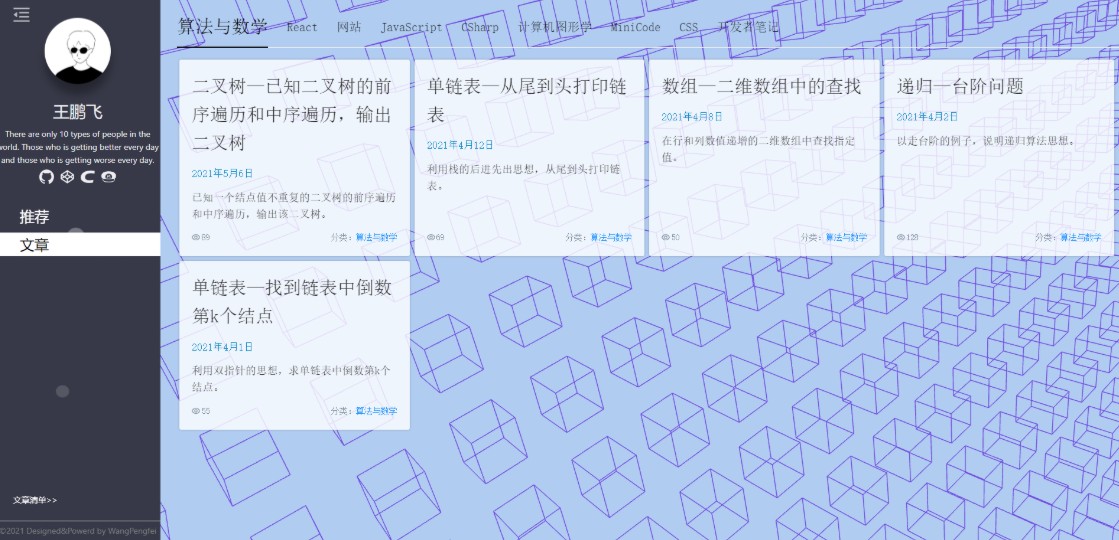 王鹏飞
There are only 10 types of people in the
world. Those who is getting better every day
and those who is getting worse every day.
推荐
文章
文章清单>>
©2021 Designed&Powerd by WangPengfei
算法与数学 React 网站 JavaScript CSharp 计算机图形学 MiniCode CSS 开发者笔记
二叉树—已知二叉树的前
序遍历和中序遍历，输出
二叉树
2021年5月6日
已知一个结点值不重复的二叉树的前序遍历
和中序遍历，输出该二叉树。
99 分类：算法与数学
单链表—从尾到头打印链
表
2021年4月12日
利用栈的后进先出思想，从尾到头打印链
表。
69 分类：算法与数学
数组—二维数组中的查找
2021年4月8日
在行和列数值递增的二维数组中查找指定
值。
50 分类：算法与数学
递归—台阶问题
2021年4月2日
以走台阶的例子，说明递归算法思想。
128 分类：算法与数学
单链表—找到链表中倒数
第k个结点
2021年4月1日
利用双指针的思想，求单链表中倒数第k个
结点。
55 分类：算法与数学